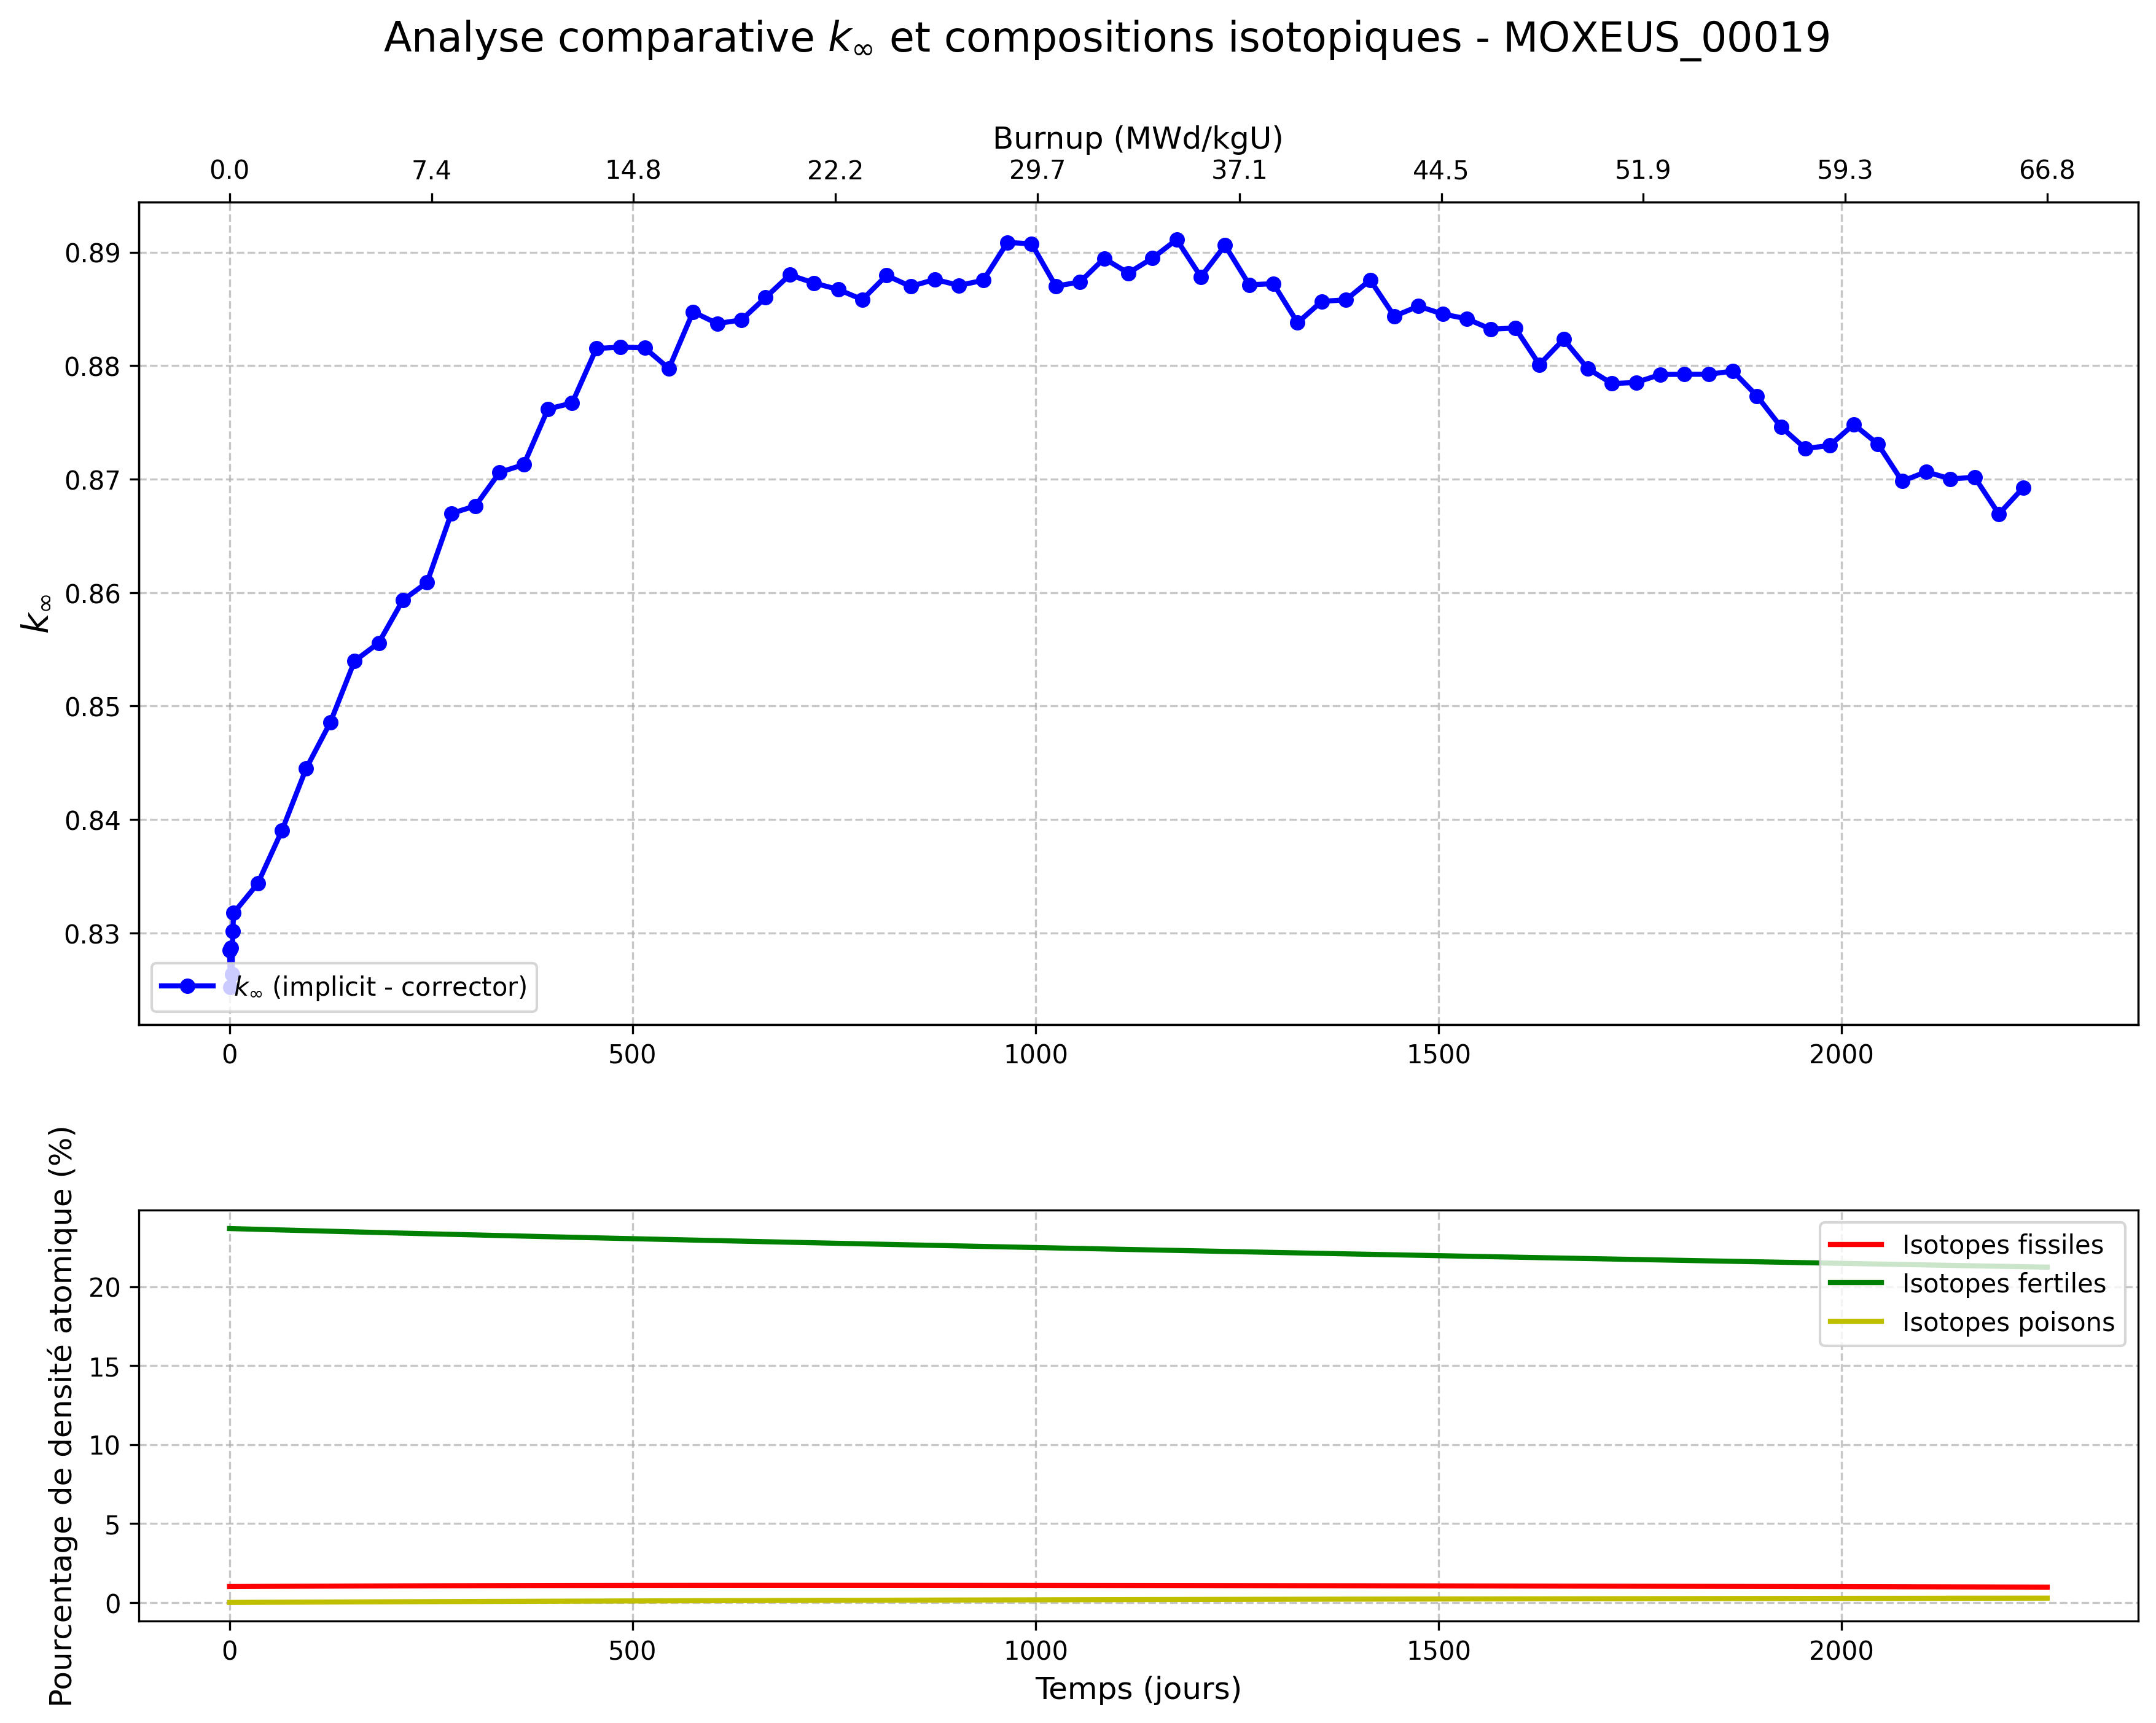 Analyse comparative k∞ et compositions isotopiques - MOXEUS_00019
Burnup (MWd/kgU)
0.0 7.4 14.8 22.2 29.7 37.1 44.5 51.9 59.3 66.8
k∞
0.89
0.88
0.87
0.86
0.85
0.84
0.83
k∞ (implicit - corrector)
0 500 1000 1500 2000
Pourcentage de densité atomique (%)
20
15
10
5
0
Isotopes fissiles
Isotopes fertiles
Isotopes poisons
0 500 1000 1500 2000
Temps (jours)